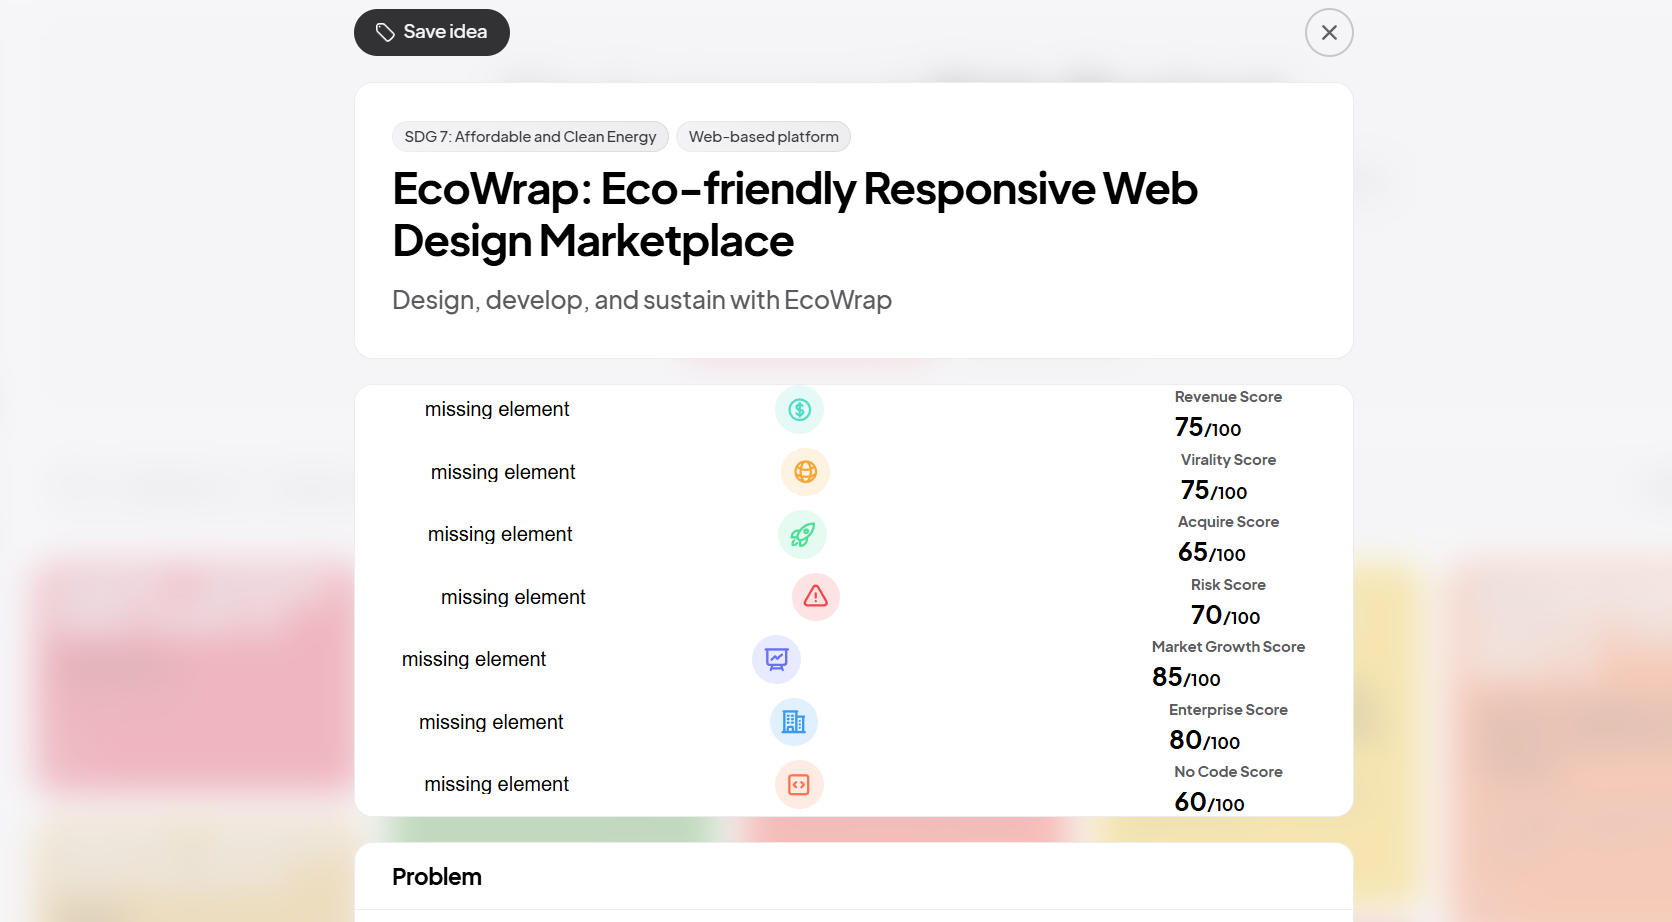 Save idea
SDG 7: Affordable and Clean Energy
Web-based platform
EcoWrap: Eco-friendly Responsive Web
Design Marketplace
Design, develop, and sustain with EcoWrap
missing element
Revenue Score
75/100
missing element
Virality Score
75/100
missing element
Acquire Score
65/100
missing element
Risk Score
70/100
missing element
Market Growth Score
85/100
missing element
Enterprise Score
80/100
missing element
No Code Score
60/100
Problem